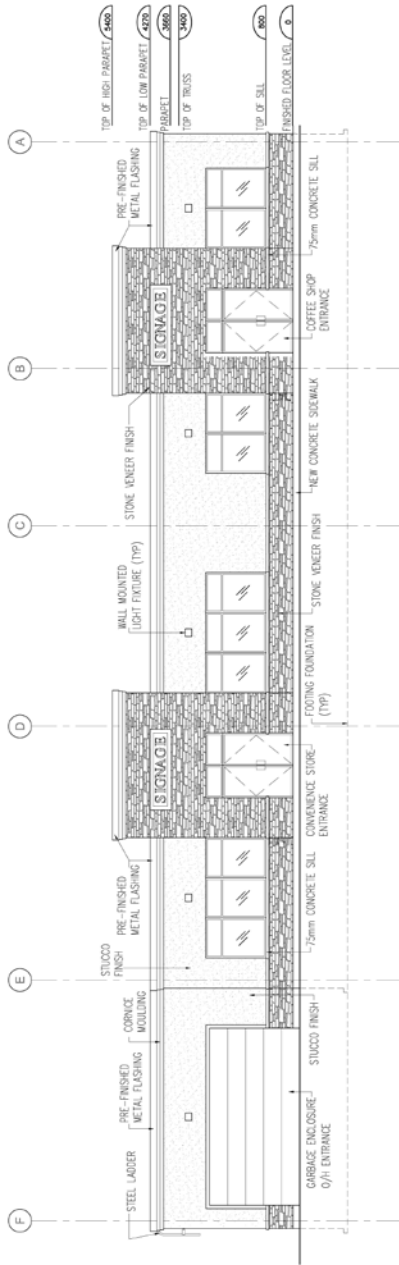 F
E
D
C
B
A
STEEL LADDER
PRE-FINISHED
METAL FLASHING
CORNICE
MOULDING
STUCCO
FINISH
PRE-FINISHED
METAL FLASHING
WALL MOUNTED
LIGHT FIXTURE (TYP)
STONE VENEER FINISH
PRE-FINISHED
METAL FLASHING
5400
TOP OF HIGH PARAPET
4270
TOP OF LOW PARAPET
3660
PARAPET
3400
TOP OF TRUSS
800
TOP OF SILL
0
FINISHED FLOOR LEVEL
SIGNAGE
SIGNAGE
GARBAGE ENCLOSURE
O/H ENTRANCE
STUCCO FINISH
75mm CONCRETE SILL
CONVENIENCE STORE
ENTRANCE
FOOTING FOUNDATION
(TYP)
STONE VENEER FINISH
NEW CONCRETE SIDEWALK
COFFEE SHOP
ENTRANCE
75mm CONCRETE SILL